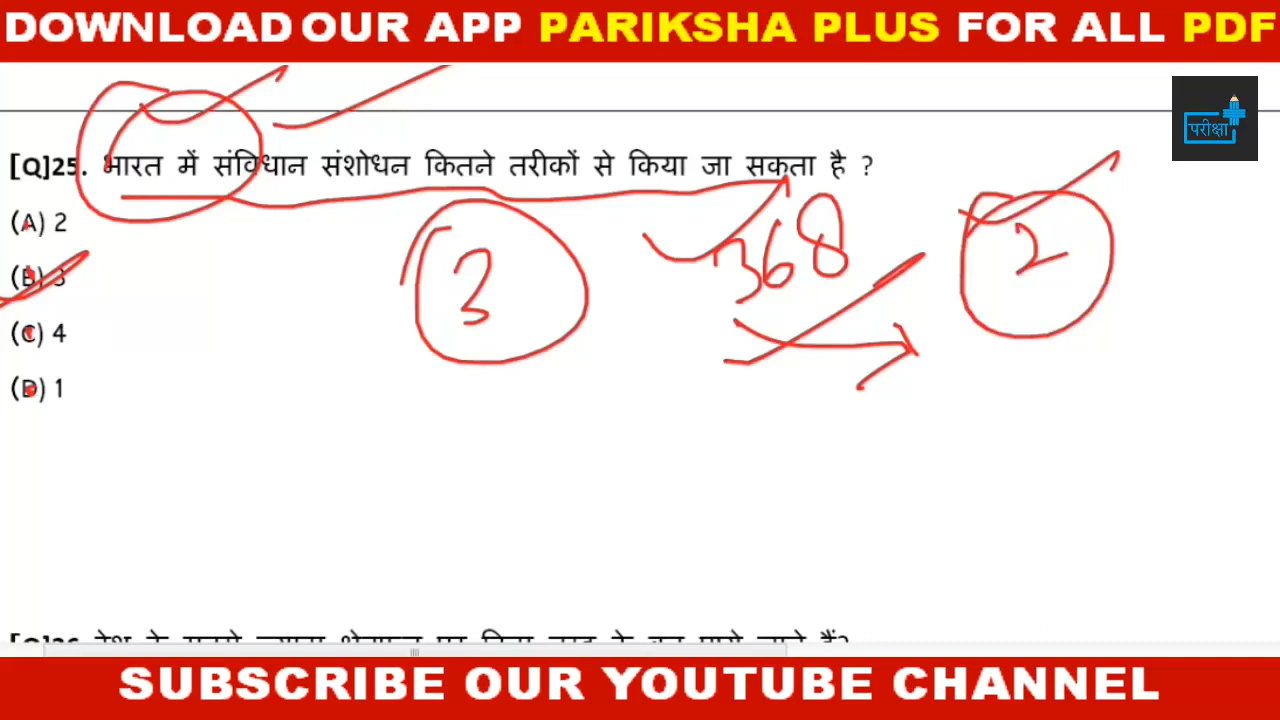 DOWNLOAD OUR APP PARIKSHA PLUS FOR ALL PDF
परीक्षा
[Q]25. भारत में संविधान संशोधन कितने तरीकों से किया जा सकता है ?
(A) 2
368
2
3
(B) 3
(C) 4
(D) 1
SUBSCRIBE OUR YOUTUBE CHANNEL